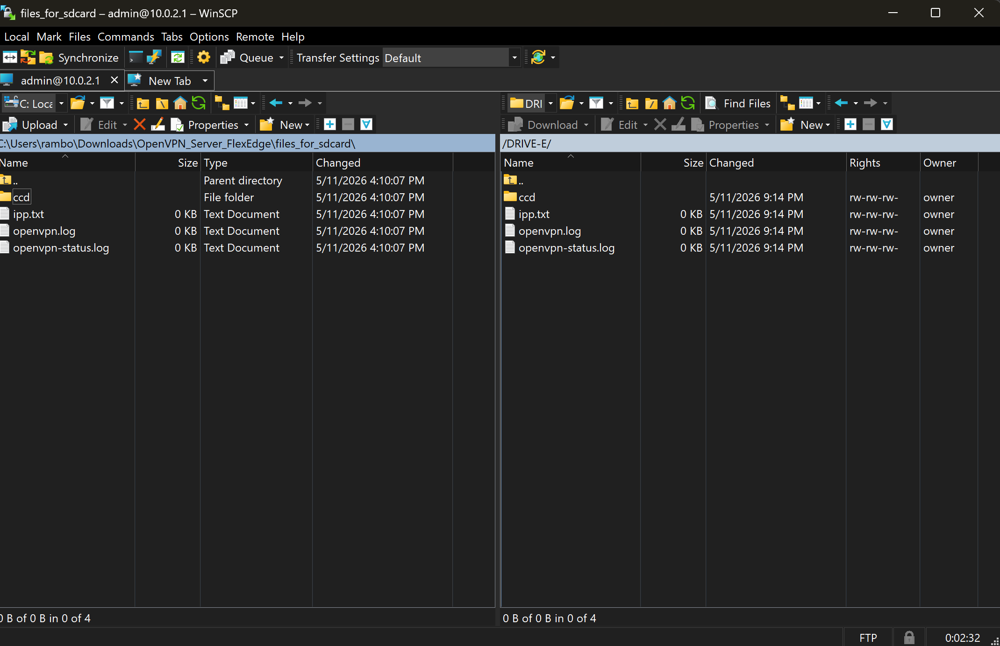 files_for_sdcard – admin@10.0.2.1 – WinSCP
Local Mark Files Commands Tabs Options Remote Help
Synchronize Queue Transfer Settings Default
admin@10.0.2.1 New Tab
C: Loca DRI Find Files
Upload Edit Properties New Download Edit Properties New
C:\Users\rambo\Downloads\OpenVPN_Server_FlexEdge\files_for_sdcard\
Name Size Type Changed
.. Parent directory 5/11/2026 4:10:07 PM
ccd File folder 5/11/2026 4:10:07 PM
ipp.txt 0 KB Text Document 5/11/2026 4:10:07 PM
openvpn.log 0 KB Text Document 5/11/2026 4:10:07 PM
openvpn-status.log 0 KB Text Document 5/11/2026 4:10:07 PM
0 B of 0 B in 0 of 4
/DRIVE-E/
Name Size Changed Rights Owner
..
ccd 5/11/2026 9:14 PM rw-rw-rw- owner
ipp.txt 0 KB 5/11/2026 9:14 PM rw-rw-rw- owner
openvpn.log 0 KB 5/11/2026 9:14 PM rw-rw-rw- owner
openvpn-status.log 0 KB 5/11/2026 9:14 PM rw-rw-rw- owner
0 B of 0 B in 0 of 4
FTP 0:02:32